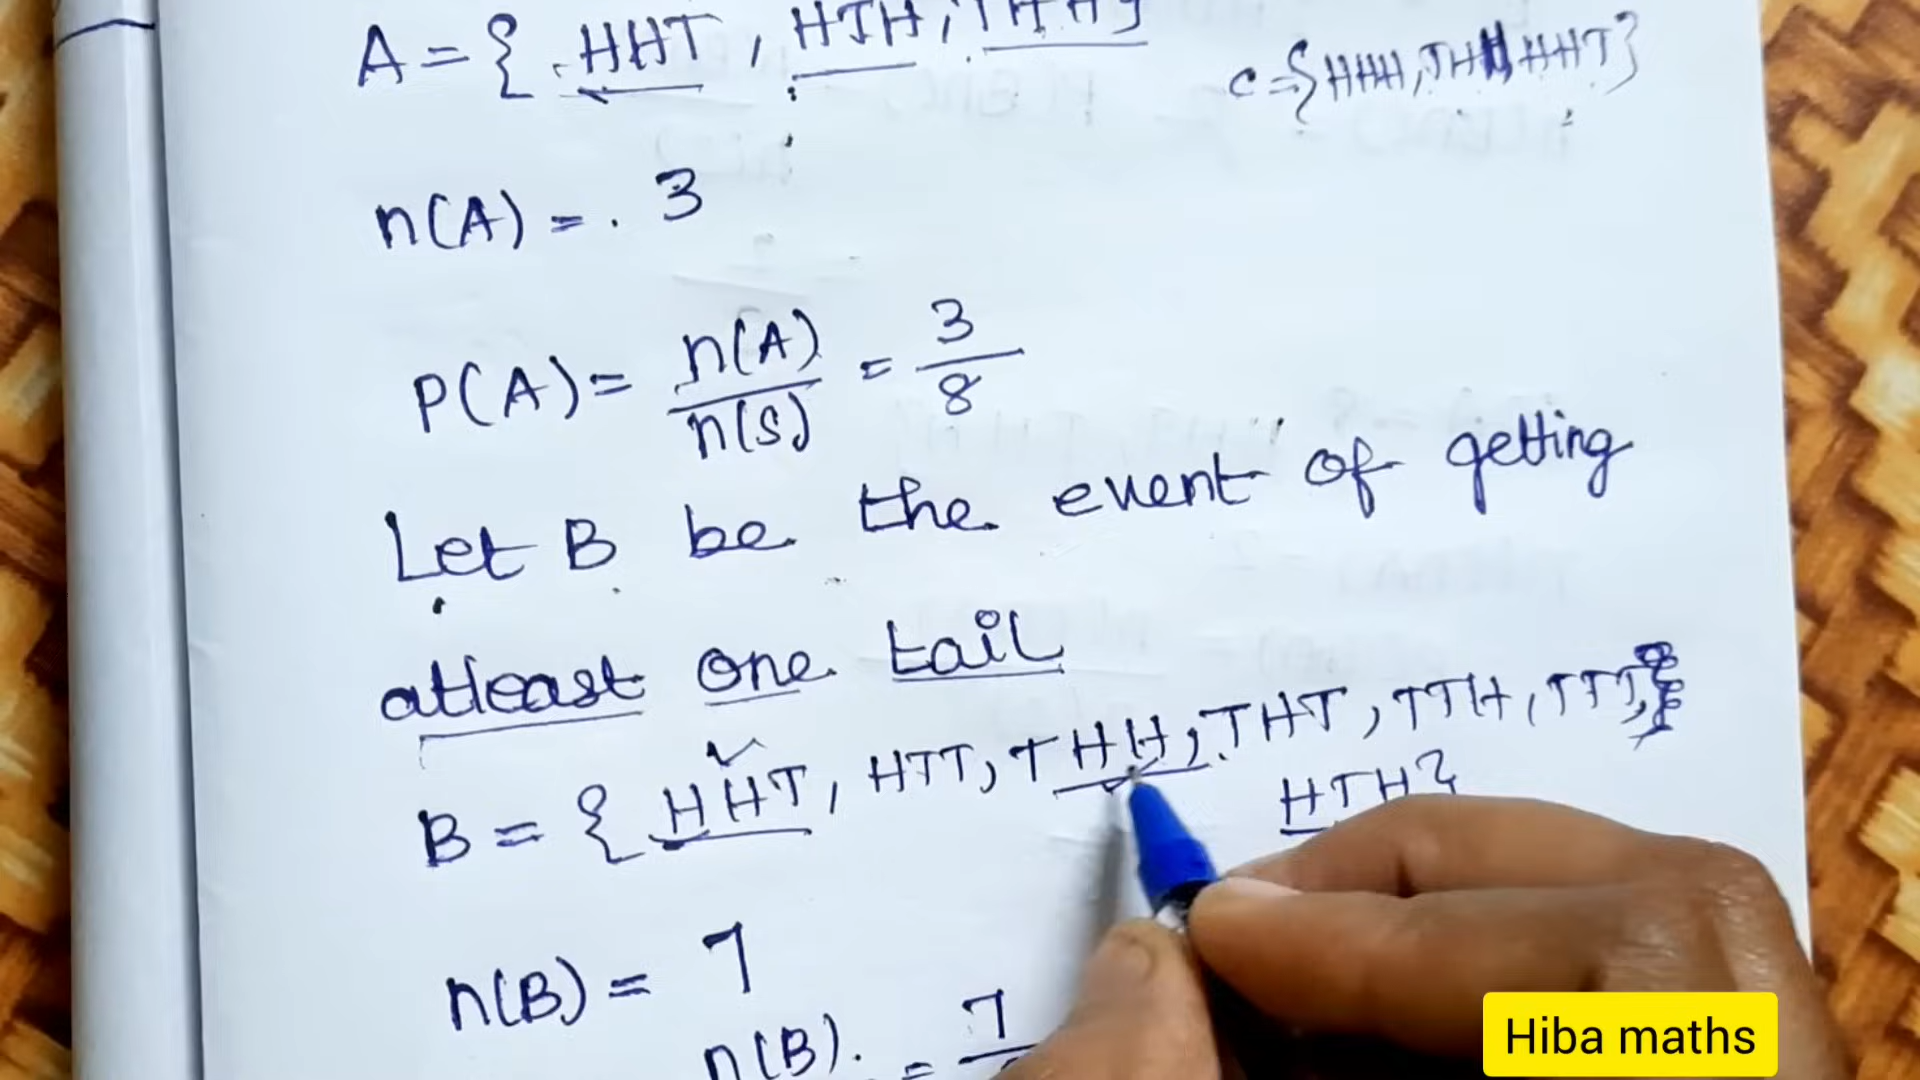 A = { HHT, HTH, THH}
C = {HHH, THH, HHT}
n(A) = 3
P(A) = n(A)/n(S) = 3/8
Let B be the event of getting
atleast one tail
B = { HHT, HTT, THH, THT, TTH, TTT,
HTH}
n(B) = 7
n(B) = 7
Hiba maths